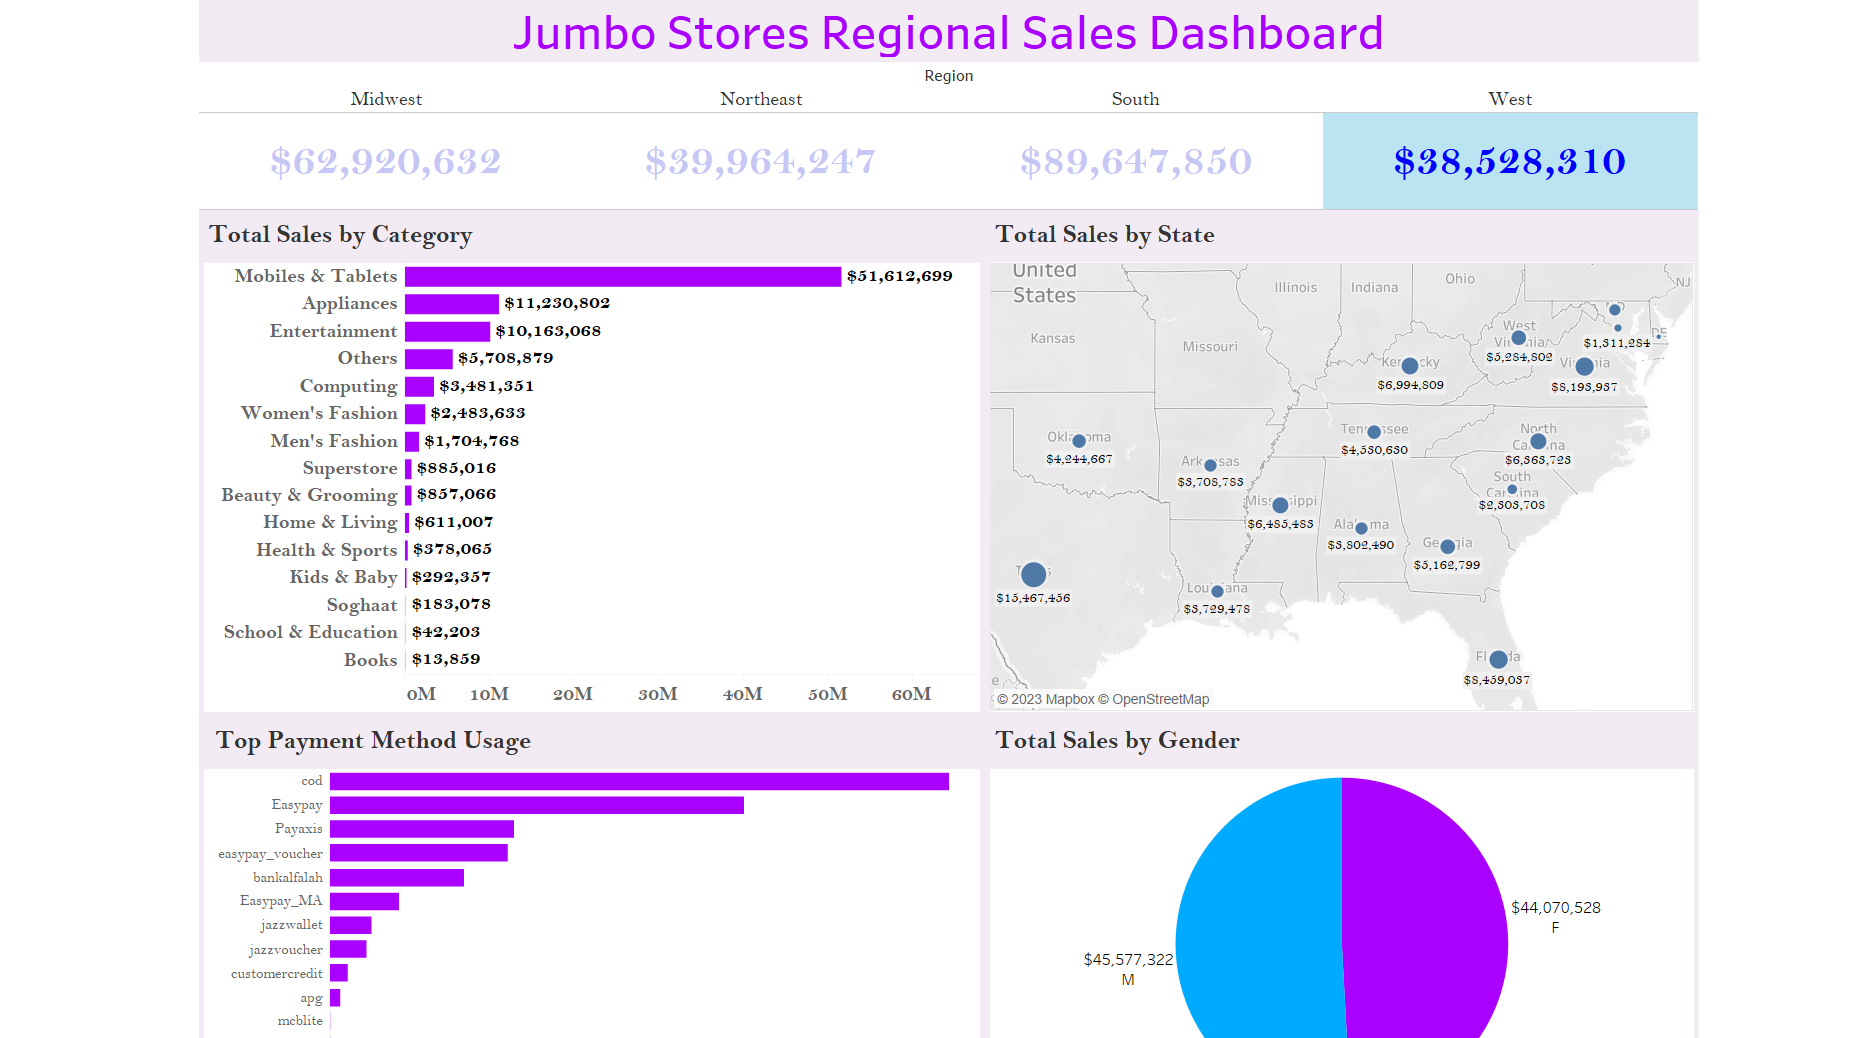 Jumbo Stores Regional Sales Dashboard
Region
Midwest Northeast South West
$62,920,632 $39,964,247 $89,647,850 $38,528,310
Total Sales by Category
Mobiles & Tablets $51,612,699
Appliances $11,230,802
Entertainment $10,163,068
Others $5,708,879
Computing $3,481,351
Women's Fashion $2,483,633
Men's Fashion $1,704,768
Superstore $885,016
Beauty & Grooming $857,066
Home & Living $611,007
Health & Sports $378,065
Kids & Baby $292,357
Soghaat $183,078
School & Education $42,203
Books $13,859
0M 10M 20M 30M 40M 50M 60M
Total Sales by State
United
States
Illinois Indiana Ohio NJ
Kansas Missouri
West
Virginia
$5,284,802
$1,311,284
DE
Kentucky
$6,994,809
Virginia
$8,193,937
Oklahoma
$4,244,667
Tennessee
$4,530,630
North
Carolina
$6,363,723
Arkansas
$3,708,783
South
Carolina
$2,303,708
Mississippi
$6,485,483
Alabama
$3,802,490
Georgia
$5,162,799
Texas
$15,467,456
Louisiana
$3,729,478
Florida
$8,459,037
© 2023 Mapbox © OpenStreetMap
Top Payment Method Usage
cod
Easypay
Payaxis
easypay_voucher
bankalfalah
Easypay_MA
jazzwallet
jazzvoucher
customercredit
apg
mcblite
Total Sales by Gender
$44,070,528
F
$45,577,322
M